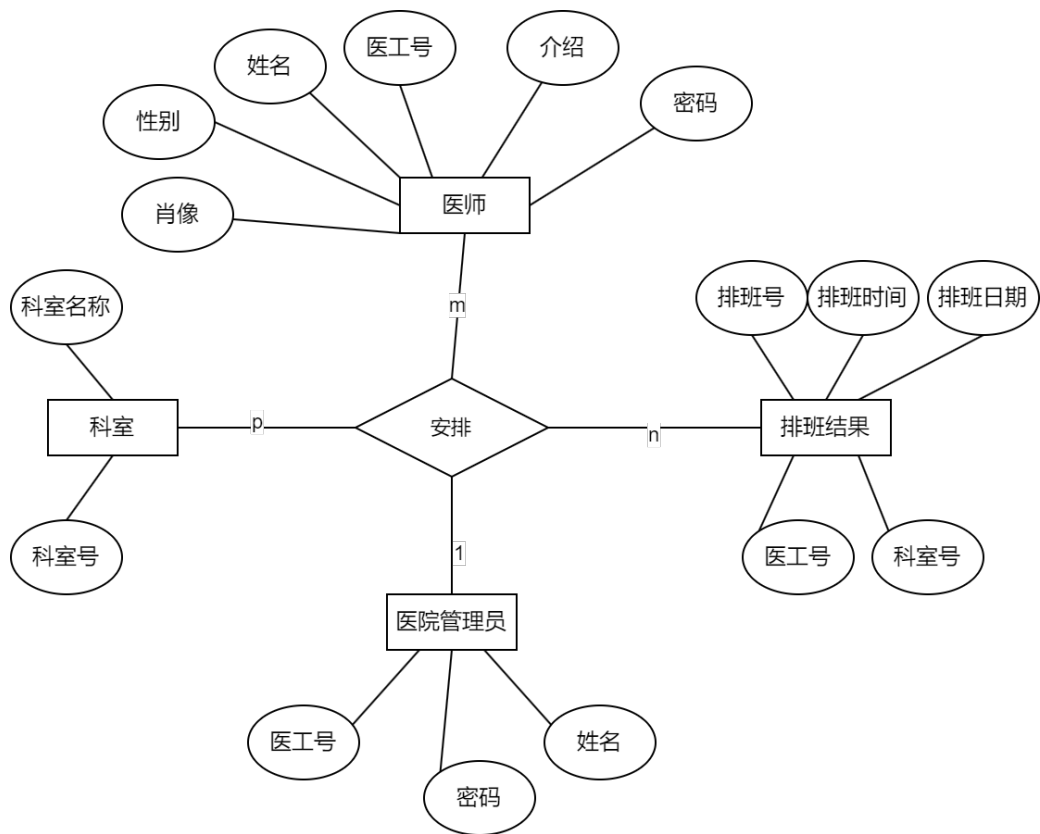 医工号
介绍
姓名
密码
性别
医师
肖像
m
科室名称
排班号
排班时间
排班日期
科室
p
安排
n
排班结果
科室号
1
医工号
科室号
医院管理员
医工号
姓名
密码